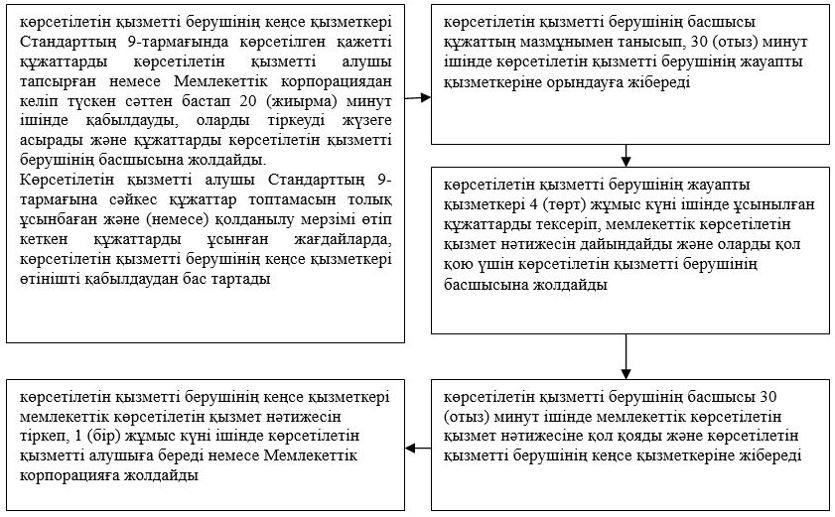 көрсетілетін қызметті берушінің кеңсе қызметкері
Стандарттың 9-тармағында көрсетілген қажетті
құжаттарды көрсетілетін қызметті алушы
тапсырған немесе Мемлекеттік корпорациядан
келіп түскен сәттен бастап 20 (жиырма) минут
ішінде қабылдауды, оларды тіркеуді жүзеге
асырады және құжаттарды көрсетілетін қызметті
берушінің басшысына жолдайды.
Көрсетілетін қызметті алушы Стандарттың 9-
тармағына сәйкес құжаттар топтамасын толық
ұсынбаған және (немесе) қолданылу мерзімі өтіп
кеткен құжаттарды ұсынған жағдайларда,
көрсетілетін қызметті берушінің кеңсе қызметкері
өтінішті қабылдаудан бас тартады
көрсетілетін қызметті берушінің басшысы
құжаттың мазмұнымен танысып, 30 (отыз) минут
ішінде көрсетілетін қызметті берушінің жауапты
қызметкеріне орындауға жібереді
көрсетілетін қызметті берушінің жауапты
қызметкері 4 (төрт) жұмыс күні ішінде ұсынылған
құжаттарды тексеріп, мемлекеттік көрсетілетін
қызмет нәтижесін дайындайды және оларды қол
қою үшін көрсетілетін қызметті берушінің
басшысына жолдайды
көрсетілетін қызметті берушінің басшысы 30
(отыз) минут ішінде мемлекеттік көрсетілетін
қызмет нәтижесіне қол қояды және көрсетілетін
қызметті берушінің кеңсе қызметкеріне жібереді
көрсетілетін қызметті берушінің кеңсе қызметкері
мемлекеттік көрсетілетін қызмет нәтижесін
тіркеп, 1 (бір) жұмыс күні ішінде көрсетілетін
қызметті алушыға береді немесе Мемлекеттік
корпорацияға жолдайды